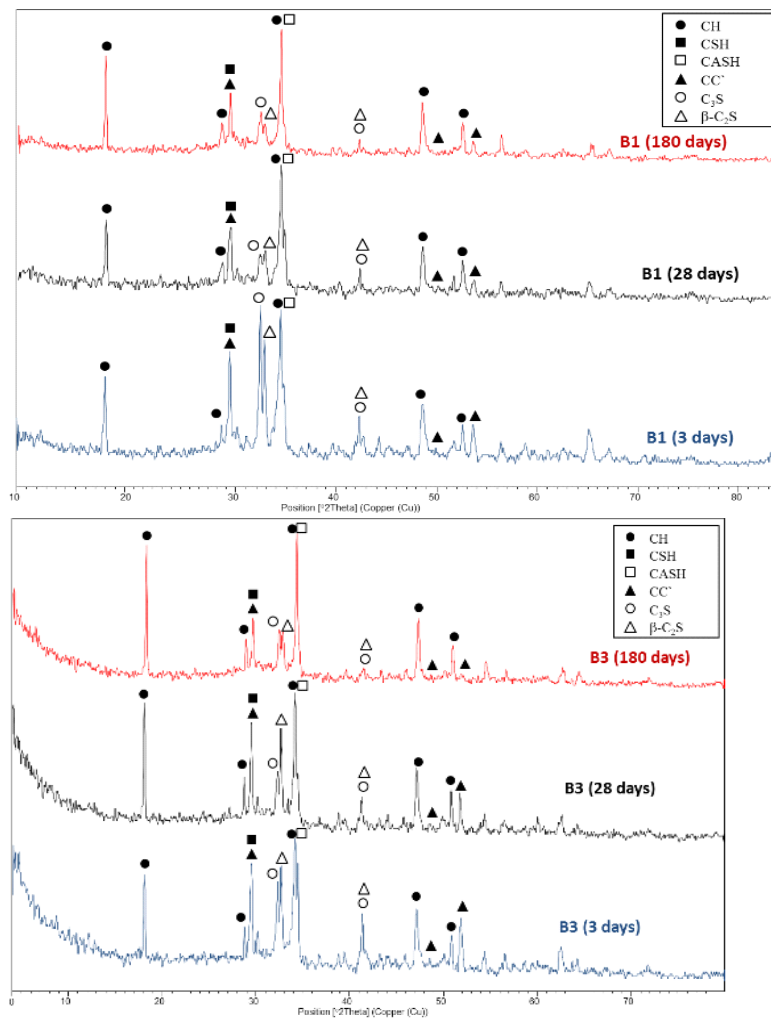 CH
CSH
CASH
CC`
C₃S
β-C₂S
B1 (180 days)
B1 (28 days)
B1 (3 days)
10 20 30 40 50 60 70 80
Position [°2Theta] (Copper (Cu))
CH
CSH
CASH
CC`
C₃S
β-C₂S
B3 (180 days)
B3 (28 days)
B3 (3 days)
0 10 20 30 40 50 60 70
Position [°2Theta] (Copper (Cu))